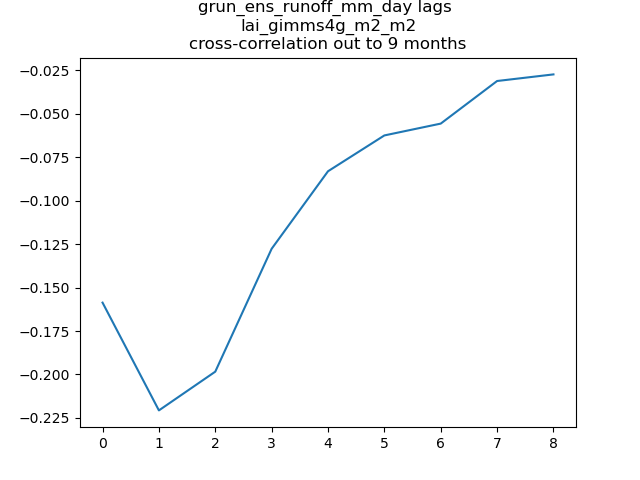 grun_ens_runoff_mm_day lags
lai_gimms4g_m2_m2
cross-correlation out to 9 months
−0.025
−0.050
−0.075
−0.100
−0.125
−0.150
−0.175
−0.200
−0.225
0 1 2 3 4 5 6 7 8